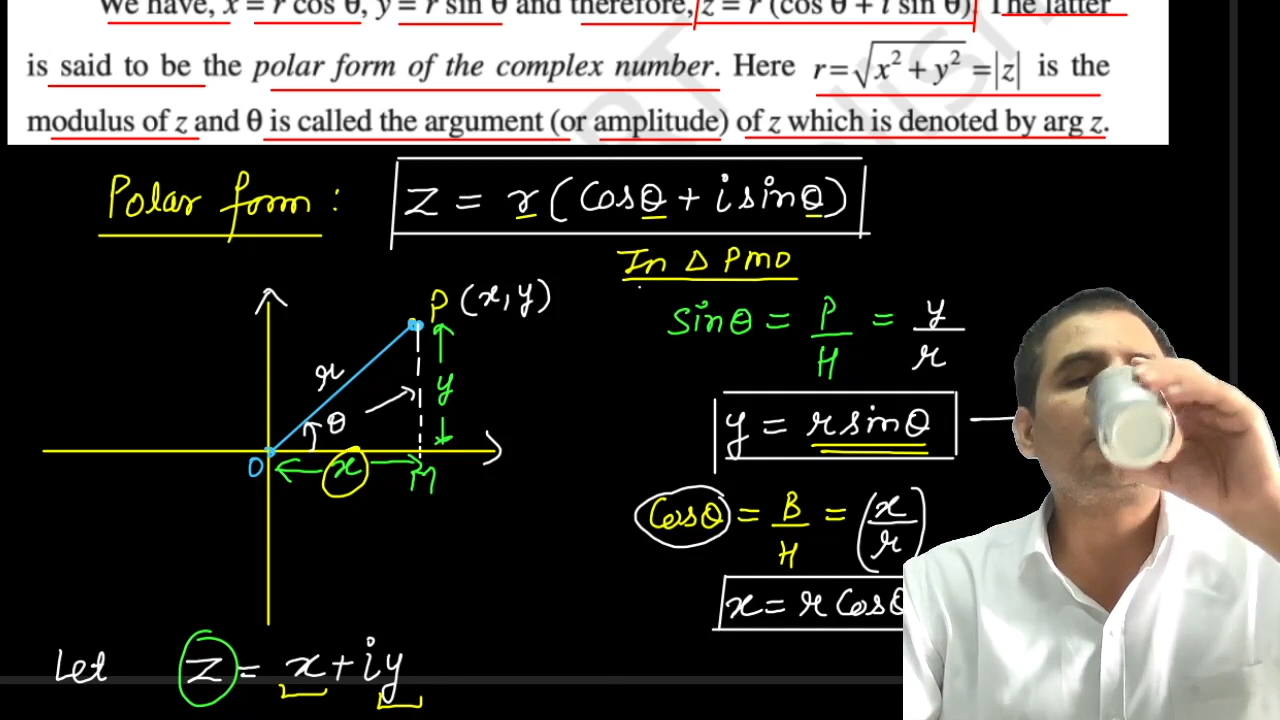 We have, x = r cos θ, y = r sin θ and therefore, z = r (cos θ + i sin θ). The latter
is said to be the polar form of the complex number. Here r = √(x² + y²) = |z| is the
modulus of z and θ is called the argument (or amplitude) of z which is denoted by arg z.
Polar form : z = r (Cosθ + i sinθ)
In Δ PMO
P (x, y)
sinθ = P/H = y/r
r
θ
y
y = r sinθ
O
x
M
Cosθ = B/H = (x/r)
x = r Cosθ
Let z = x + iy